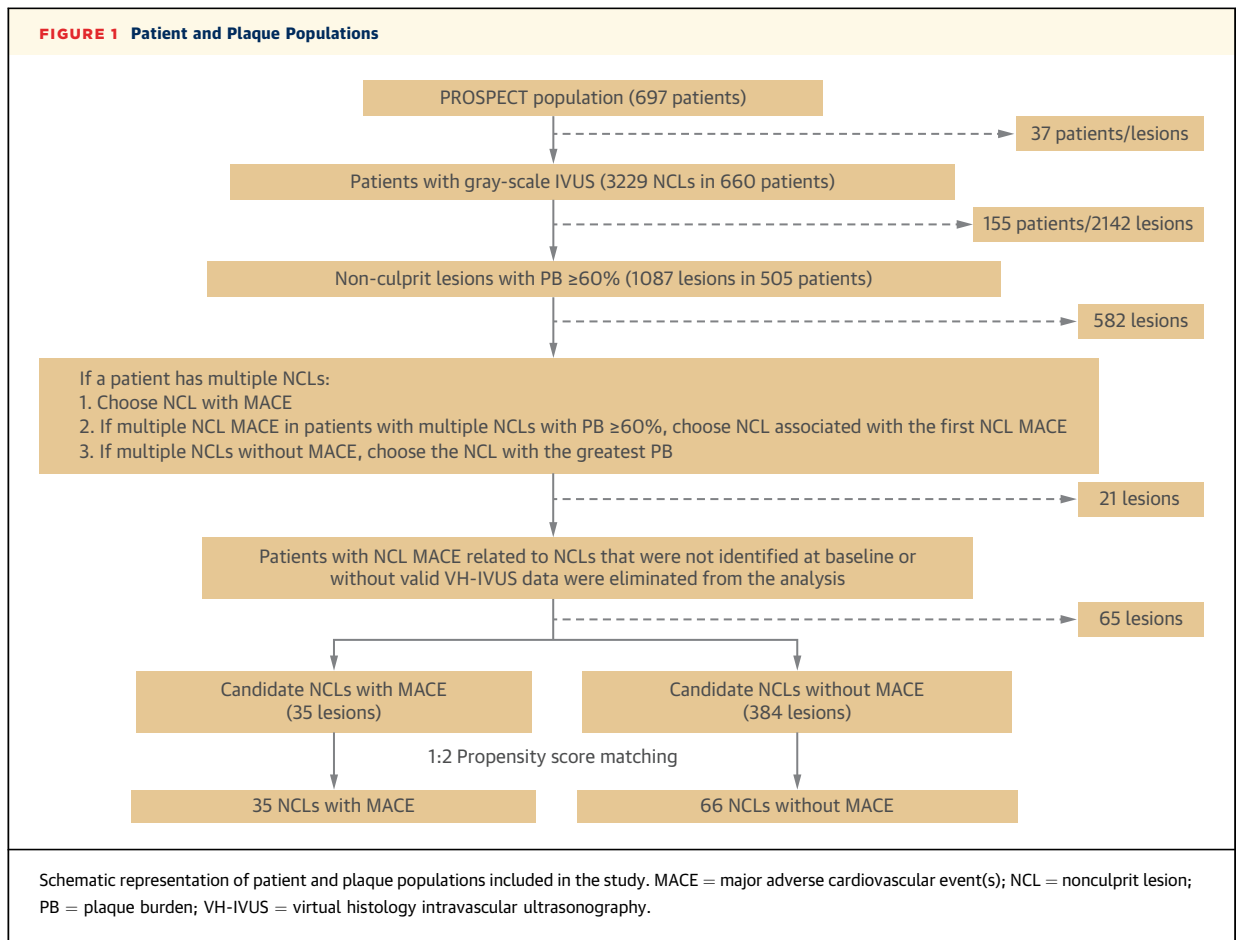 FIGURE 1 Patient and Plaque Populations
PROSPECT population (697 patients)
37 patients/lesions
Patients with gray-scale IVUS (3229 NCLs in 660 patients)
155 patients/2142 lesions
Non-culprit lesions with PB ≥60% (1087 lesions in 505 patients)
582 lesions
If a patient has multiple NCLs:
1. Choose NCL with MACE
2. If multiple NCL MACE in patients with multiple NCLs with PB ≥60%, choose NCL associated with the first NCL MACE
3. If multiple NCLs without MACE, choose the NCL with the greatest PB
21 lesions
Patients with NCL MACE related to NCLs that were not identified at baseline or
without valid VH-IVUS data were eliminated from the analysis
65 lesions
Candidate NCLs with MACE
(35 lesions)
Candidate NCLs without MACE
(384 lesions)
1:2 Propensity score matching
35 NCLs with MACE
66 NCLs without MACE
Schematic representation of patient and plaque populations included in the study. MACE = major adverse cardiovascular event(s); NCL = nonculprit lesion;
PB = plaque burden; VH-IVUS = virtual histology intravascular ultrasonography.